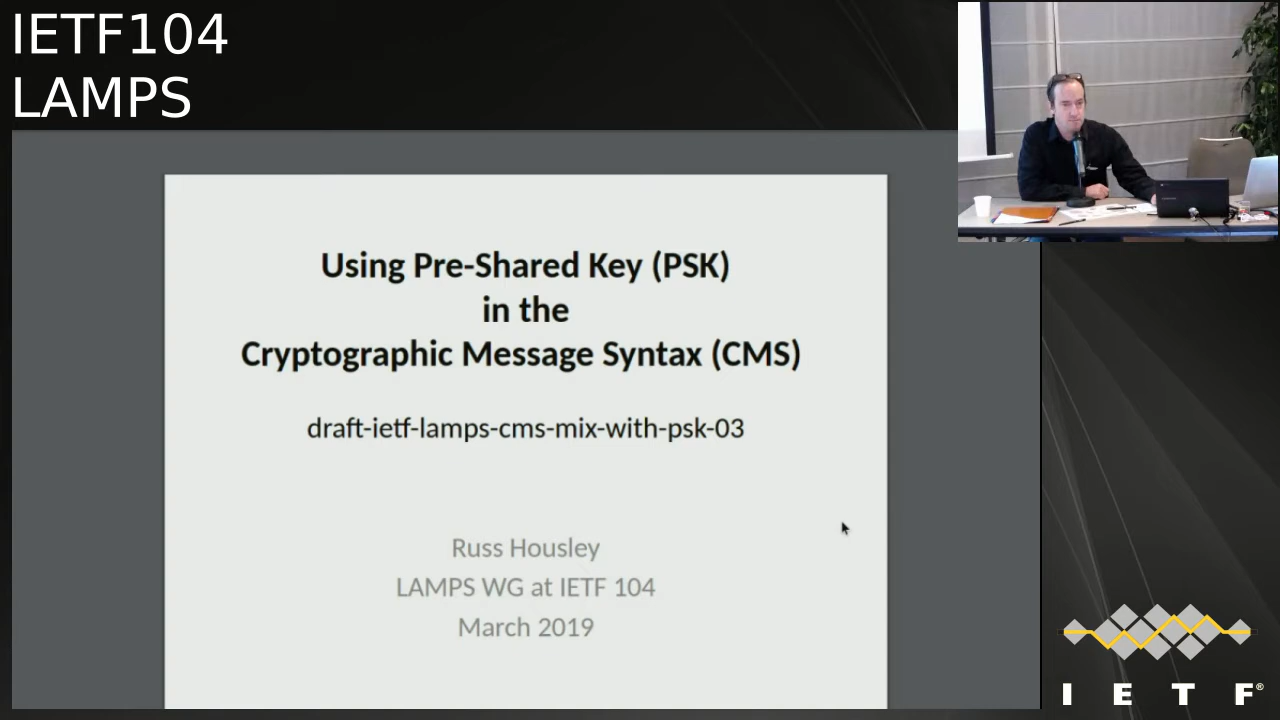 IETF104
LAMPS
Using Pre-Shared Key (PSK)
in the
Cryptographic Message Syntax (CMS)
draft-ietf-lamps-cms-mix-with-psk-03
Russ Housley
LAMPS WG at IETF 104
March 2019
I E T F®